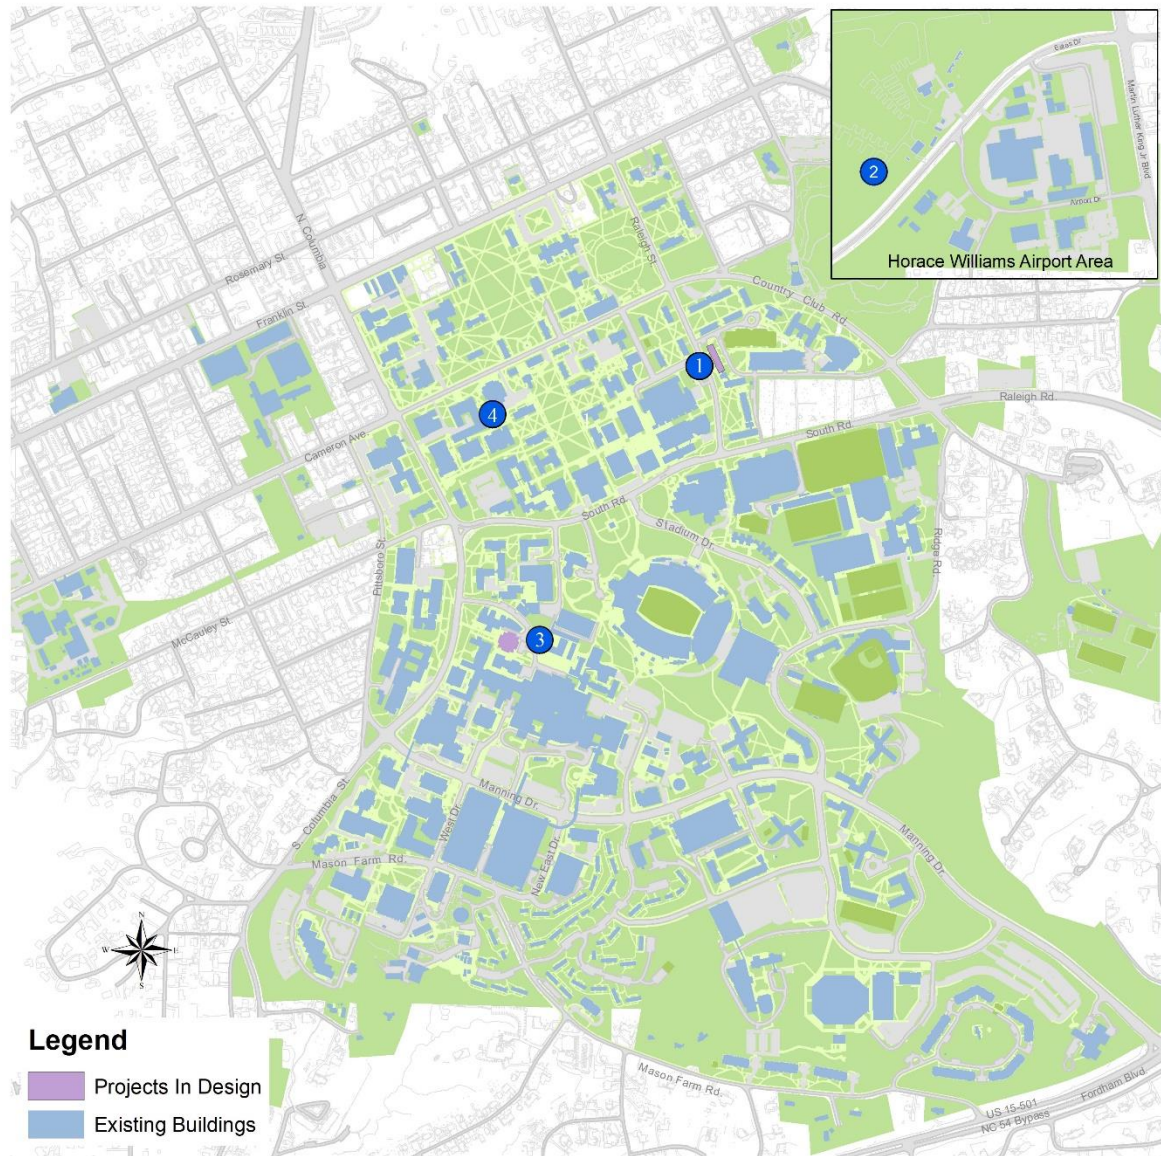 2
Estes Dr
Martin Luther King Jr Blvd
Airport Dr
Horace Williams Airport Area
N. Columbia
Rosemary St.
Franklin St.
Raleigh St.
Country Club Rd.
1
4
Cameron Ave.
Raleigh Rd.
South Rd.
South Rd.
Stadium Dr.
Ridge Rd.
Pittsboro St.
McCauley St.
3
Manning Dr.
S. Columbia St.
West Dr.
New East Dr.
Manning Dr.
Mason Farm Rd.
N
W
E
S
Legend
Projects In Design
Existing Buildings
Mason Farm Rd.
Fordham Blvd
US 15-501
NC 54 Bypass